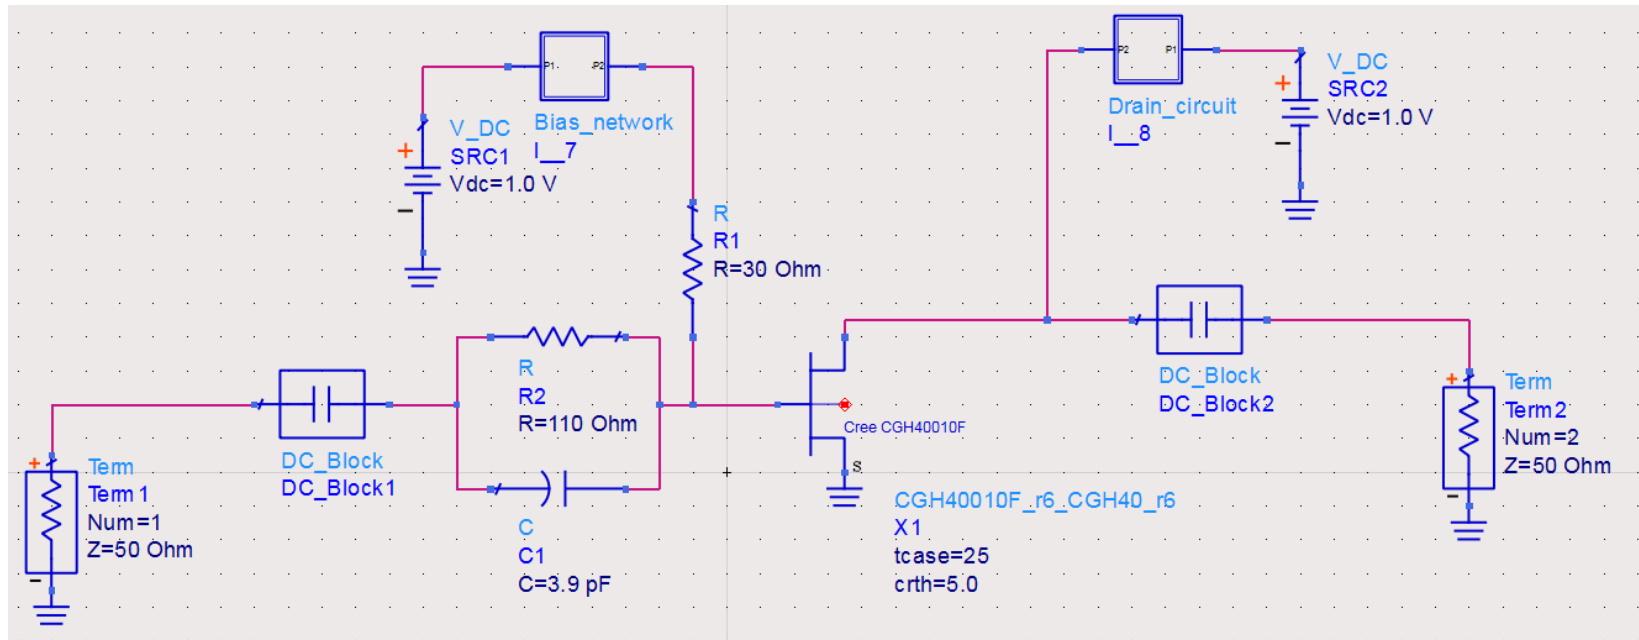 P1
P2
Bias_network
I__7
V_DC
SRC1
Vdc=1.0 V
R
R1
R=30 Ohm
R
R2
R=110 Ohm
C
C1
C=3.9 pF
DC_Block
DC_Block1
Term
Term1
Num=1
Z=50 Ohm
Cree CGH40010F
S
CGH40010F_r6_CGH40_r6
X1
tcase=25
crth=5.0
P2
P1
Drain_circuit
I__8
V_DC
SRC2
Vdc=1.0 V
DC_Block
DC_Block2
Term
Term2
Num=2
Z=50 Ohm